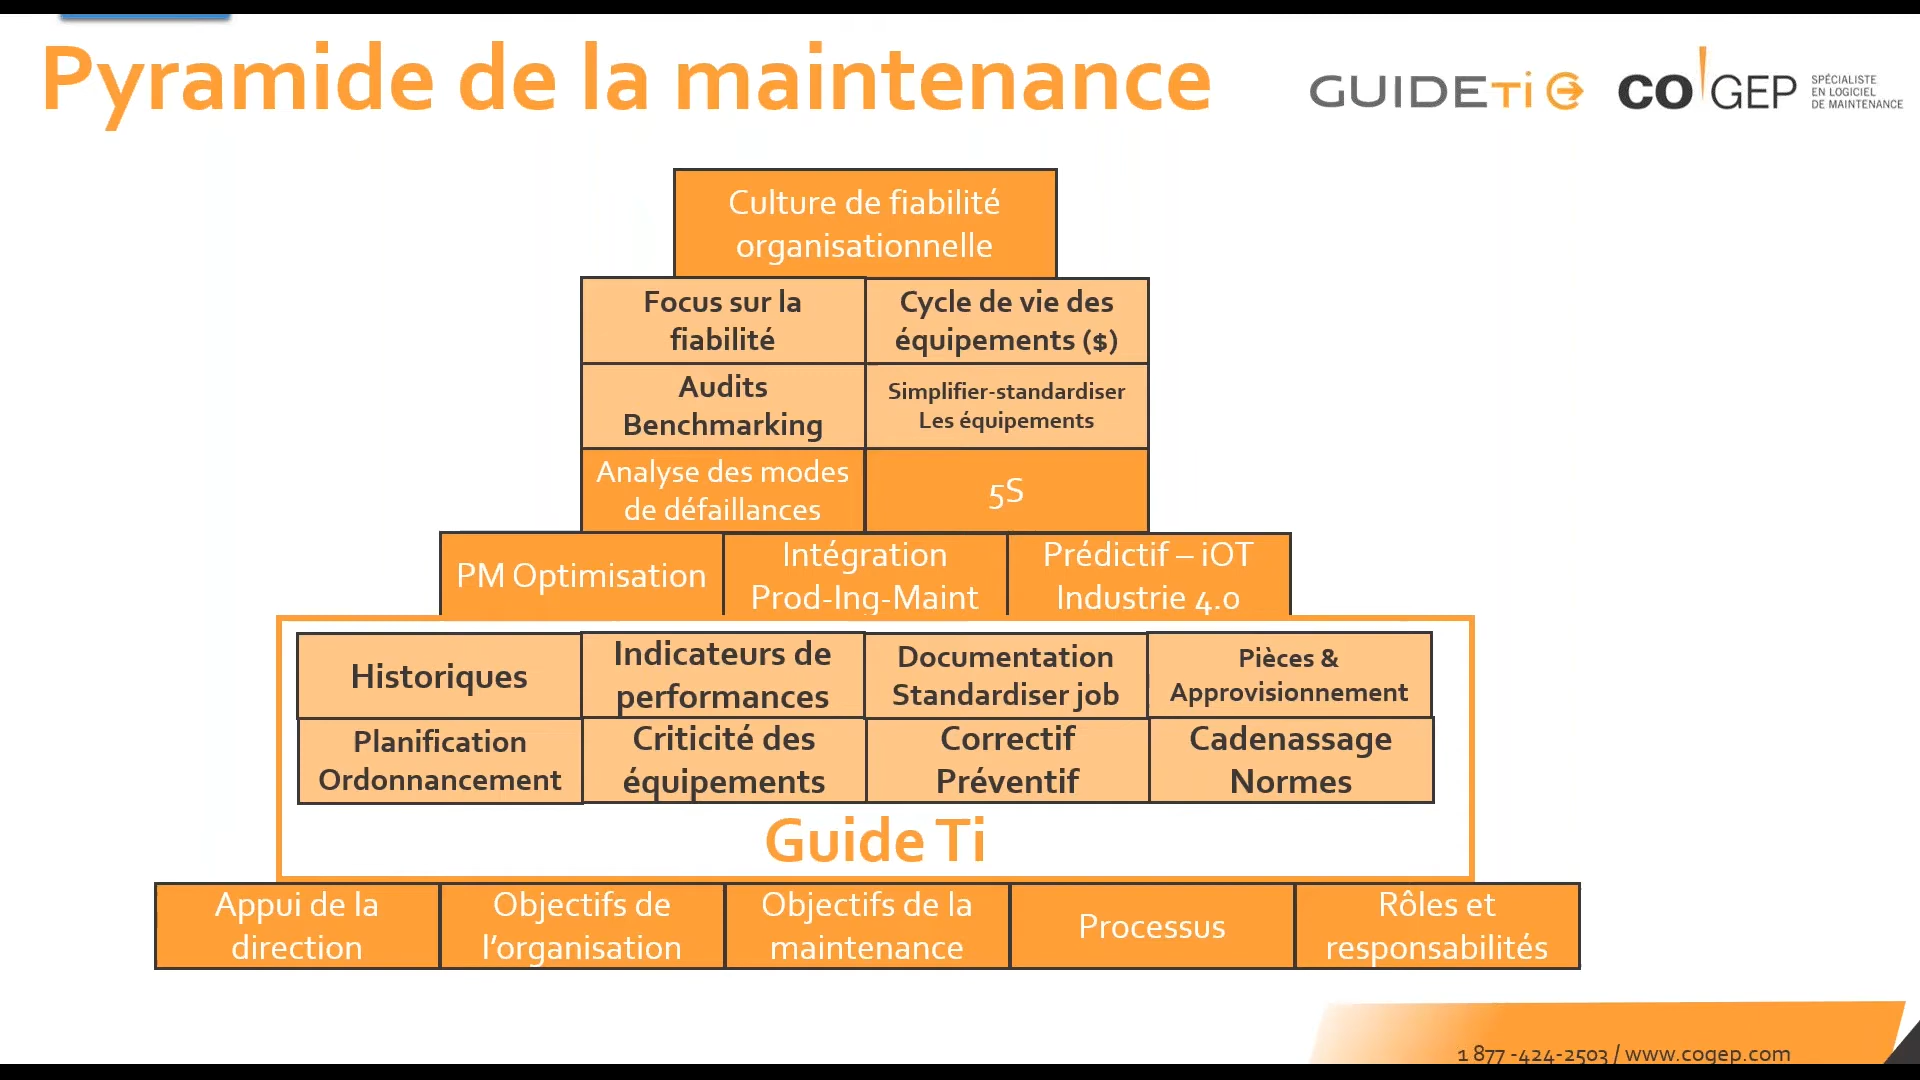 Pyramide de la maintenance
GUIDETi
CO GEP
SPÉCIALISTE
EN LOGICIEL
DE MAINTENANCE
Culture de fiabilité
organisationnelle
Focus sur la
fiabilité
Cycle de vie des
équipements ($)
Audits
Benchmarking
Simplifier-standardiser
Les équipements
Analyse des modes
de défaillances
5S
PM Optimisation
Intégration
Prod-Ing-Maint
Prédictif – iOT
Industrie 4.0
Historiques
Indicateurs de
performances
Documentation
Standardiser job
Pièces &
Approvisionnement
Planification
Ordonnancement
Criticité des
équipements
Correctif
Préventif
Cadenassage
Normes
Guide Ti
Appui de la
direction
Objectifs de
l'organisation
Objectifs de la
maintenance
Processus
Rôles et
responsabilités
1 877 -424-2503 / www.cogep.com